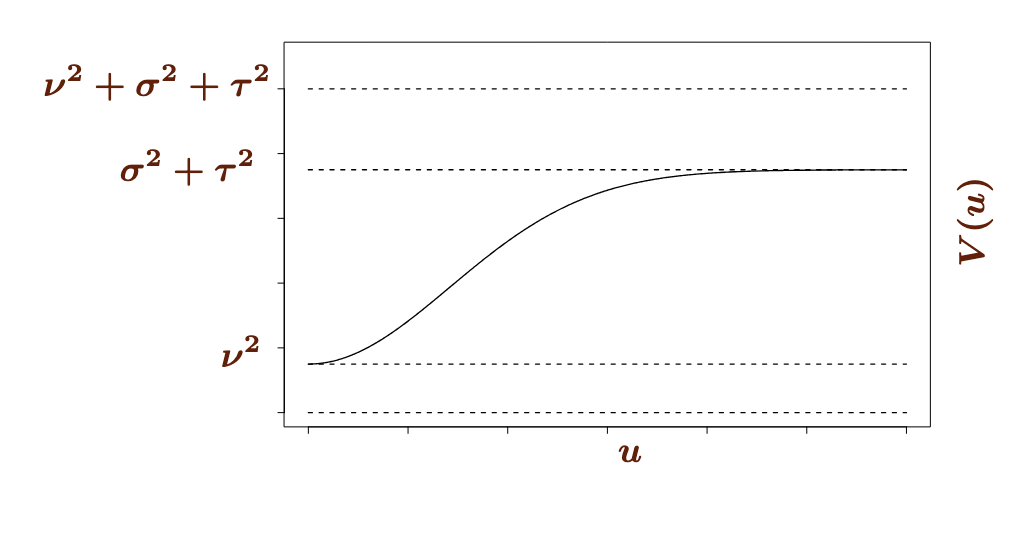 ν² + σ² + τ²
σ² + τ²
V(u)
ν²
u